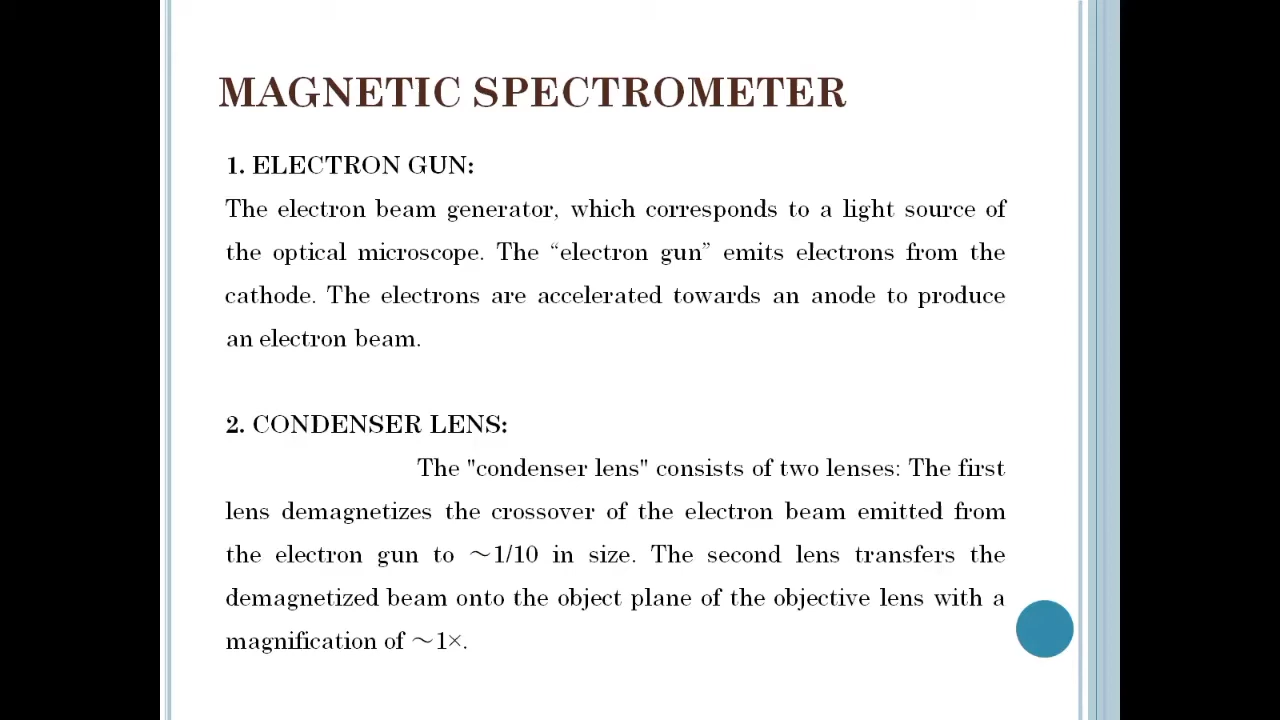 MAGNETIC SPECTROMETER
1. ELECTRON GUN:
The electron beam generator, which corresponds to a light source of
the optical microscope. The “electron gun” emits electrons from the
cathode. The electrons are accelerated towards an anode to produce
an electron beam.
2. CONDENSER LENS:
The "condenser lens" consists of two lenses: The first
lens demagnetizes the crossover of the electron beam emitted from
the electron gun to ～1/10 in size. The second lens transfers the
demagnetized beam onto the object plane of the objective lens with a
magnification of ～1×.